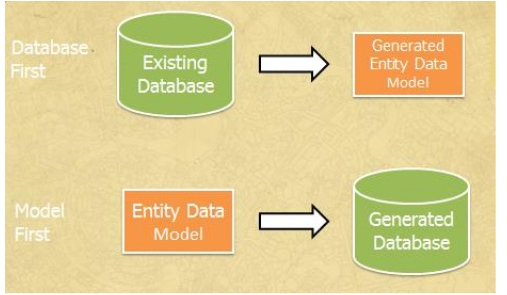 Database
First
Existing
Database
Generated
Entity Data
Model
Model
First
Entity Data
Model
Generated
Database